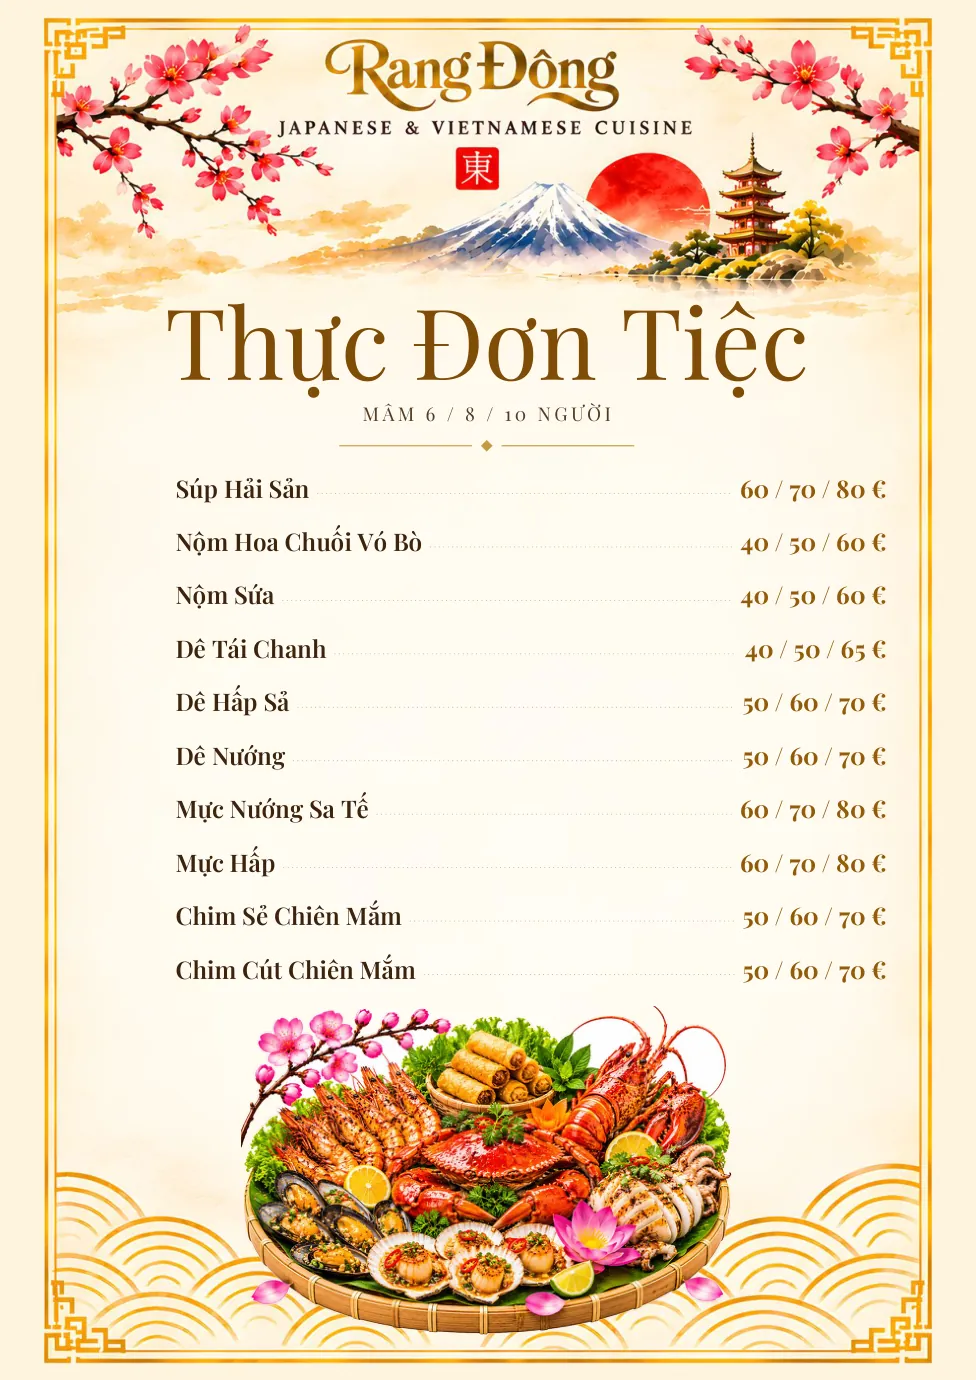 Rạng Đông
JAPANESE & VIETNAMESE CUISINE
東
Thực Đơn Tiệc
MÂM 6 / 8 / 10 NGƯỜI
Súp Hải Sản 60 / 70 / 80 €
Nộm Hoa Chuối Vó Bò 40 / 50 / 60 €
Nộm Sứa 40 / 50 / 60 €
Dê Tái Chanh 40 / 50 / 65 €
Dê Hấp Sả 50 / 60 / 70 €
Dê Nướng 50 / 60 / 70 €
Mực Nướng Sa Tế 60 / 70 / 80 €
Mực Hấp 60 / 70 / 80 €
Chim Sẻ Chiên Mắm 50 / 60 / 70 €
Chim Cút Chiên Mắm 50 / 60 / 70 €